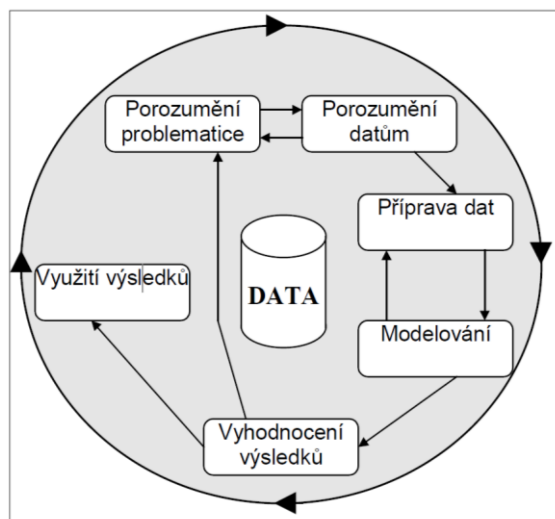 Porozumění
problematice
Porozumění
datům
Příprava dat
Využití výsledků
DATA
Modelování
Vyhodnocení
výsledků